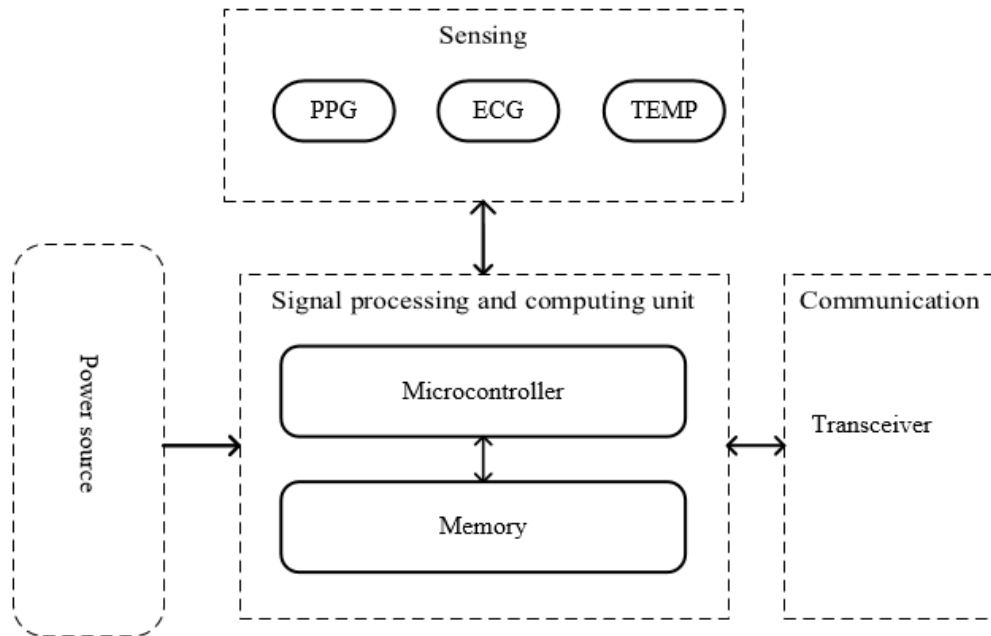 Sensing
PPG
ECG
TEMP
Power source
Signal processing and computing unit
Microcontroller
Memory
Communication
Transceiver